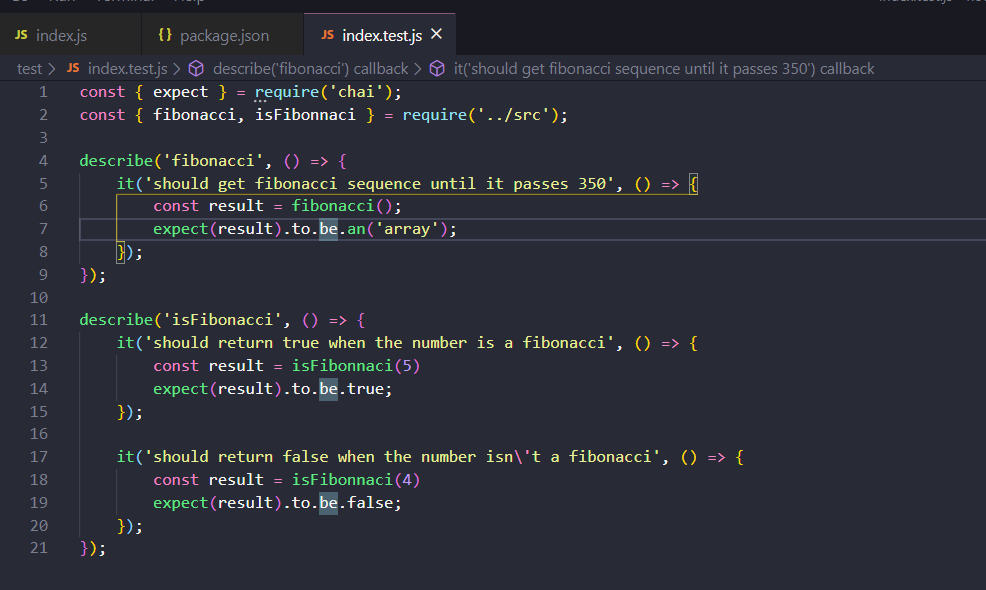 JS index.js {} package.json JS index.test.js ×
test > JS index.test.js > describe('fibonacci') callback > it('should get fibonacci sequence until it passes 350') callback
1 const { expect } = require('chai');
2 const { fibonacci, isFibonnaci } = require('../src');
3
4 describe('fibonacci', () => {
5 it('should get fibonacci sequence until it passes 350', () => {
6 const result = fibonacci();
7 expect(result).to.be.an('array');
8 });
9 });
10
11 describe('isFibonacci', () => {
12 it('should return true when the number is a fibonacci', () => {
13 const result = isFibonnaci(5)
14 expect(result).to.be.true;
15 });
16
17 it('should return false when the number isn\'t a fibonacci', () => {
18 const result = isFibonnaci(4)
19 expect(result).to.be.false;
20 });
21 });